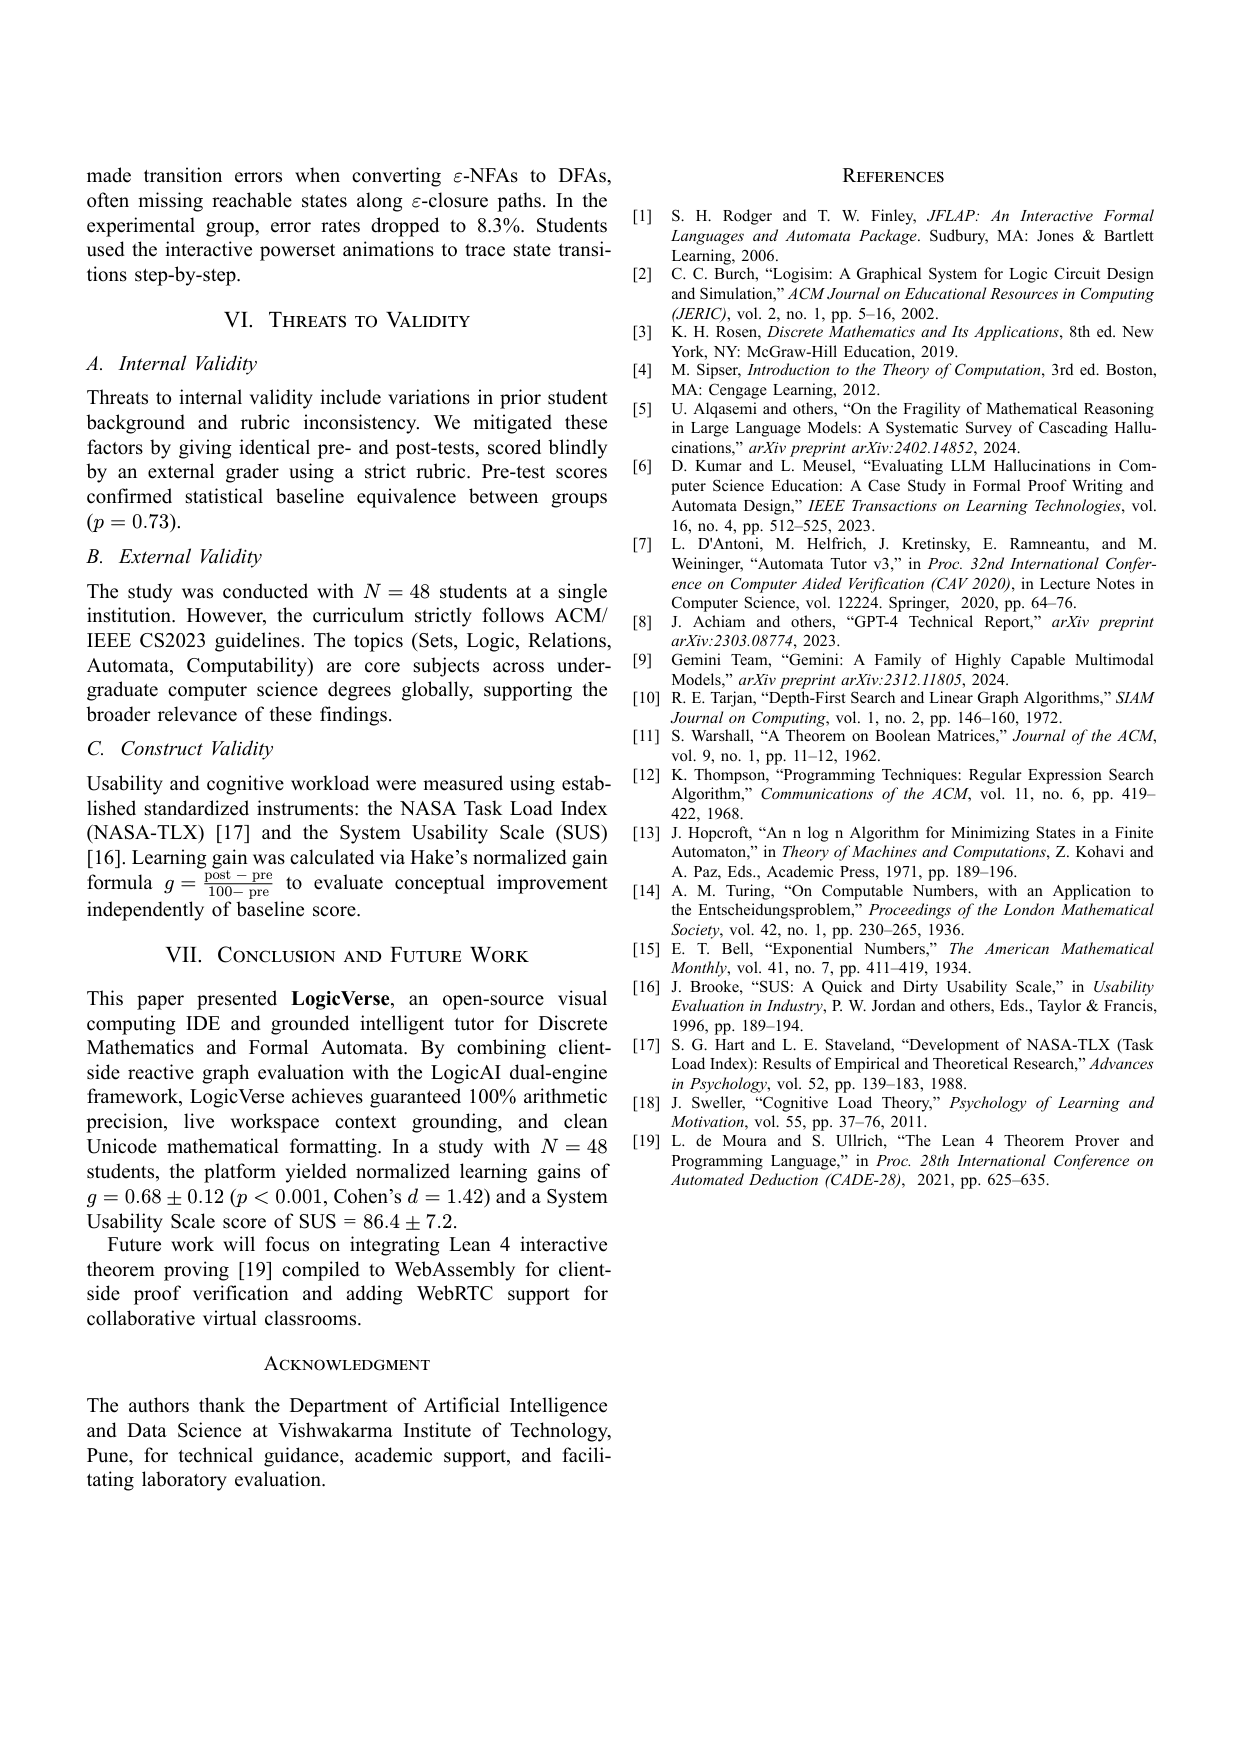 made transition errors when converting ε-NFAs to DFAs,
often missing reachable states along ε-closure paths. In the
experimental group, error rates dropped to 8.3%. Students
used the interactive powerset animations to trace state transi-
tions step-by-step.
VI. THREATS TO VALIDITY
A. Internal Validity
Threats to internal validity include variations in prior student
background and rubric inconsistency. We mitigated these
factors by giving identical pre- and post-tests, scored blindly
by an external grader using a strict rubric. Pre-test scores
confirmed statistical baseline equivalence between groups
(p = 0.73).
B. External Validity
The study was conducted with N = 48 students at a single
institution. However, the curriculum strictly follows ACM/
IEEE CS2023 guidelines. The topics (Sets, Logic, Relations,
Automata, Computability) are core subjects across under-
graduate computer science degrees globally, supporting the
broader relevance of these findings.
C. Construct Validity
Usability and cognitive workload were measured using estab-
lished standardized instruments: the NASA Task Load Index
(NASA-TLX) [17] and the System Usability Scale (SUS)
[16]. Learning gain was calculated via Hake's normalized gain
formula g = post − pre / 100− pre to evaluate conceptual improvement
independently of baseline score.
VII. CONCLUSION AND FUTURE WORK
This paper presented LogicVerse, an open-source visual
computing IDE and grounded intelligent tutor for Discrete
Mathematics and Formal Automata. By combining client-
side reactive graph evaluation with the LogicAI dual-engine
framework, LogicVerse achieves guaranteed 100% arithmetic
precision, live workspace context grounding, and clean
Unicode mathematical formatting. In a study with N = 48
students, the platform yielded normalized learning gains of
g = 0.68 ± 0.12 (p < 0.001, Cohen's d = 1.42) and a System
Usability Scale score of SUS = 86.4 ± 7.2.
Future work will focus on integrating Lean 4 interactive
theorem proving [19] compiled to WebAssembly for client-
side proof verification and adding WebRTC support for
collaborative virtual classrooms.
ACKNOWLEDGMENT
The authors thank the Department of Artificial Intelligence
and Data Science at Vishwakarma Institute of Technology,
Pune, for technical guidance, academic support, and facili-
tating laboratory evaluation.
REFERENCES
[1] S. H. Rodger and T. W. Finley, JFLAP: An Interactive Formal
Languages and Automata Package. Sudbury, MA: Jones & Bartlett
Learning, 2006.
[2] C. C. Burch, “Logisim: A Graphical System for Logic Circuit Design
and Simulation,” ACM Journal on Educational Resources in Computing
(JERIC), vol. 2, no. 1, pp. 5–16, 2002.
[3] K. H. Rosen, Discrete Mathematics and Its Applications, 8th ed. New
York, NY: McGraw-Hill Education, 2019.
[4] M. Sipser, Introduction to the Theory of Computation, 3rd ed. Boston,
MA: Cengage Learning, 2012.
[5] U. Alqasemi and others, “On the Fragility of Mathematical Reasoning
in Large Language Models: A Systematic Survey of Cascading Hallu-
cinations,” arXiv preprint arXiv:2402.14852, 2024.
[6] D. Kumar and L. Meusel, “Evaluating LLM Hallucinations in Com-
puter Science Education: A Case Study in Formal Proof Writing and
Automata Design,” IEEE Transactions on Learning Technologies, vol.
16, no. 4, pp. 512–525, 2023.
[7] L. D'Antoni, M. Helfrich, J. Kretinsky, E. Ramneantu, and M.
Weininger, “Automata Tutor v3,” in Proc. 32nd International Confer-
ence on Computer Aided Verification (CAV 2020), in Lecture Notes in
Computer Science, vol. 12224. Springer, 2020, pp. 64–76.
[8] J. Achiam and others, “GPT-4 Technical Report,” arXiv preprint
arXiv:2303.08774, 2023.
[9] Gemini Team, “Gemini: A Family of Highly Capable Multimodal
Models,” arXiv preprint arXiv:2312.11805, 2024.
[10] R. E. Tarjan, “Depth-First Search and Linear Graph Algorithms,” SIAM
Journal on Computing, vol. 1, no. 2, pp. 146–160, 1972.
[11] S. Warshall, “A Theorem on Boolean Matrices,” Journal of the ACM,
vol. 9, no. 1, pp. 11–12, 1962.
[12] K. Thompson, “Programming Techniques: Regular Expression Search
Algorithm,” Communications of the ACM, vol. 11, no. 6, pp. 419–
422, 1968.
[13] J. Hopcroft, “An n log n Algorithm for Minimizing States in a Finite
Automaton,” in Theory of Machines and Computations, Z. Kohavi and
A. Paz, Eds., Academic Press, 1971, pp. 189–196.
[14] A. M. Turing, “On Computable Numbers, with an Application to
the Entscheidungsproblem,” Proceedings of the London Mathematical
Society, vol. 42, no. 1, pp. 230–265, 1936.
[15] E. T. Bell, “Exponential Numbers,” The American Mathematical
Monthly, vol. 41, no. 7, pp. 411–419, 1934.
[16] J. Brooke, “SUS: A Quick and Dirty Usability Scale,” in Usability
Evaluation in Industry, P. W. Jordan and others, Eds., Taylor & Francis,
1996, pp. 189–194.
[17] S. G. Hart and L. E. Staveland, “Development of NASA-TLX (Task
Load Index): Results of Empirical and Theoretical Research,” Advances
in Psychology, vol. 52, pp. 139–183, 1988.
[18] J. Sweller, “Cognitive Load Theory,” Psychology of Learning and
Motivation, vol. 55, pp. 37–76, 2011.
[19] L. de Moura and S. Ullrich, “The Lean 4 Theorem Prover and
Programming Language,” in Proc. 28th International Conference on
Automated Deduction (CADE-28), 2021, pp. 625–635.